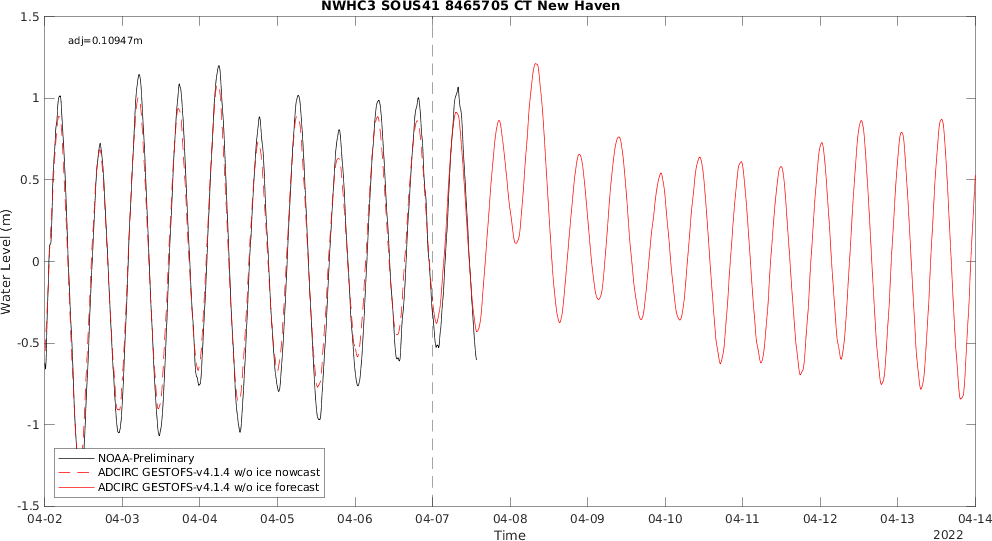 NWHC3 SOUS41 8465705 CT New Haven
adj=0.10947m
1.5
1
0.5
0
-0.5
-1
-1.5
Water Level (m)
NOAA-Preliminary
ADCIRC GESTOFS-v4.1.4 w/o ice nowcast
ADCIRC GESTOFS-v4.1.4 w/o ice forecast
04-02 04-03 04-04 04-05 04-06 04-07 04-08 04-09 04-10 04-11 04-12 04-13 04-14
Time
2022